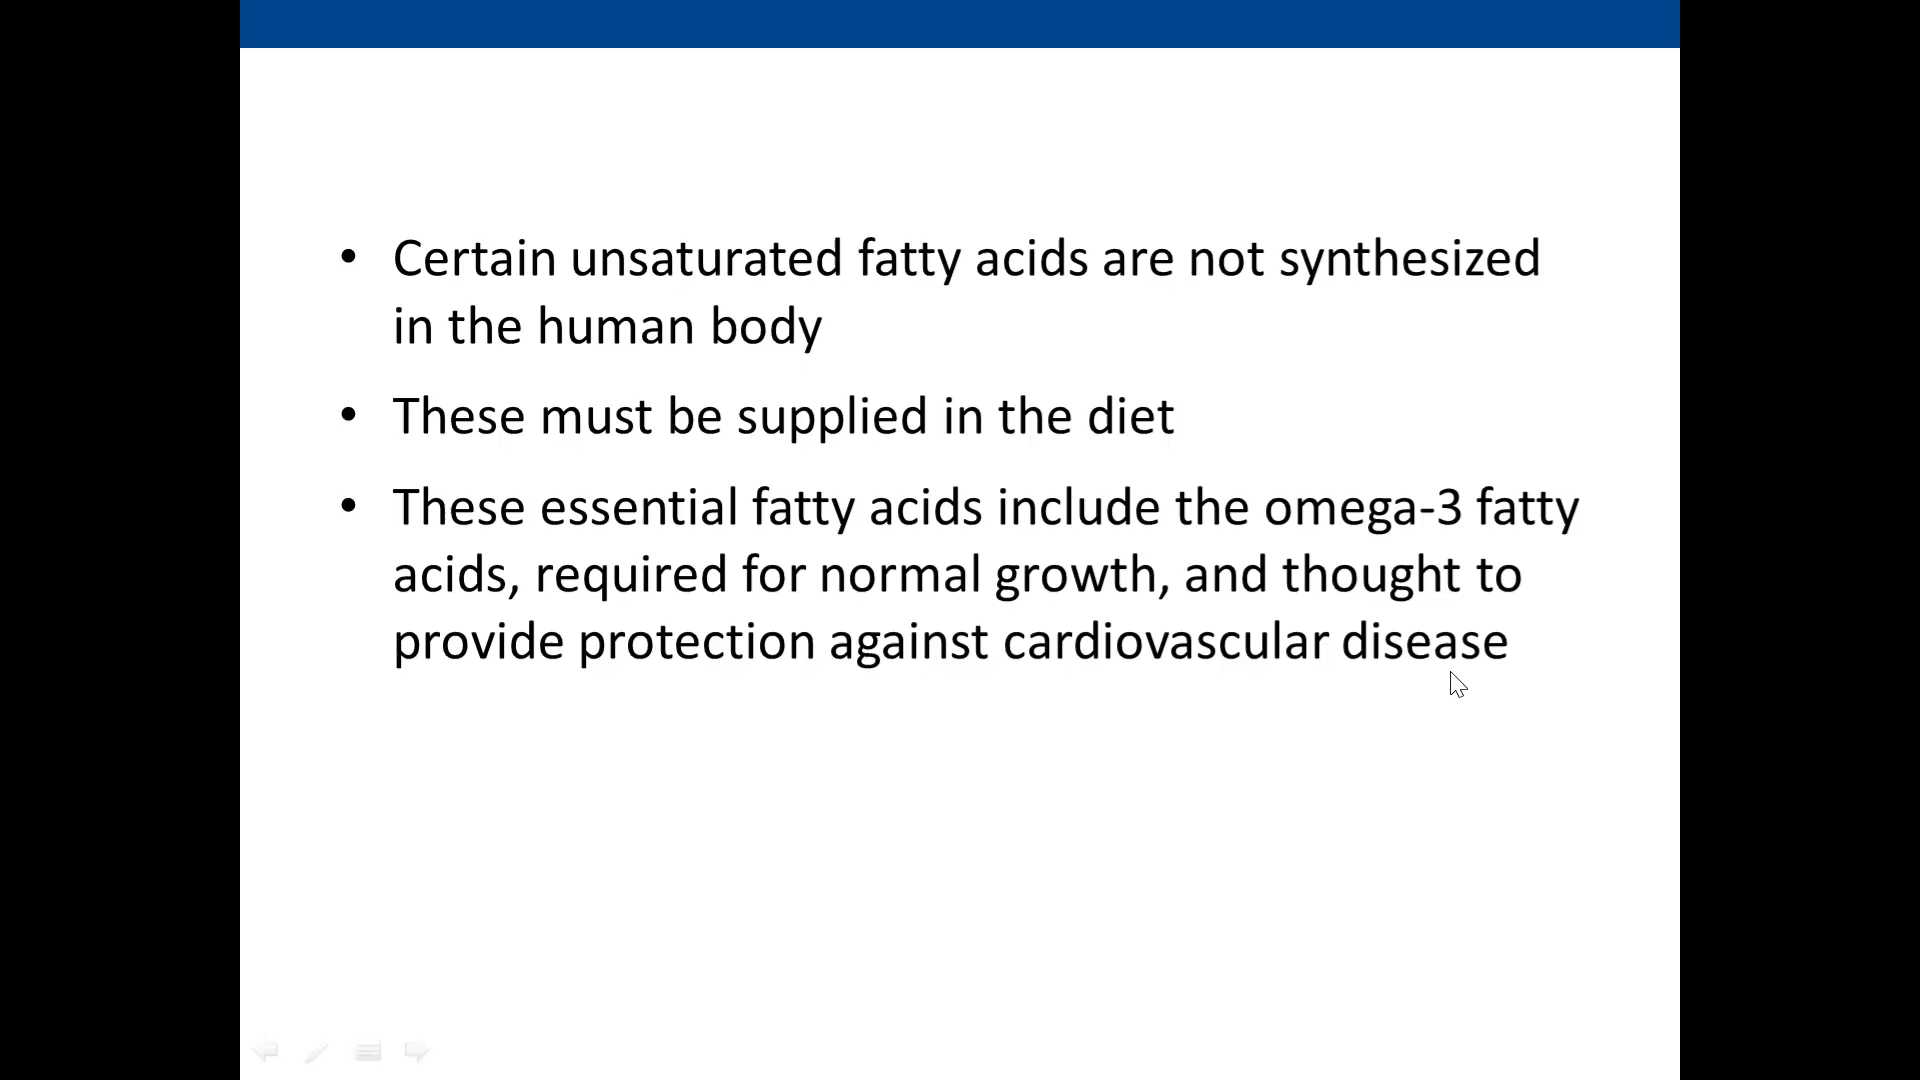 • Certain unsaturated fatty acids are not synthesized
in the human body
• These must be supplied in the diet
• These essential fatty acids include the omega-3 fatty
acids, required for normal growth, and thought to
provide protection against cardiovascular disease